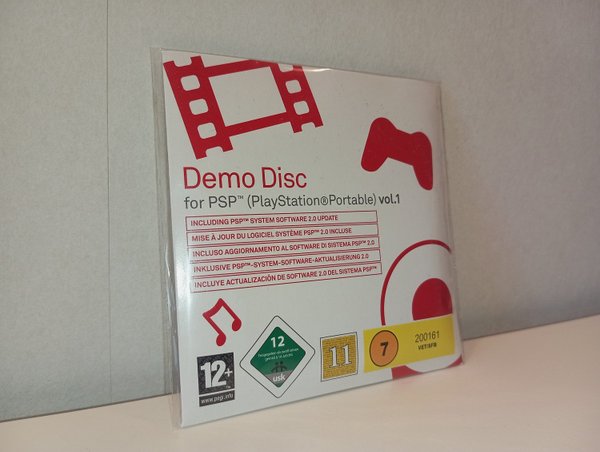 Demo Disc
for PSP™ (PlayStation®Portable) vol.1
INCLUDING PSP™ SYSTEM SOFTWARE 2.0 UPDATE
MISE À JOUR DU LOGICIEL SYSTÈME PSP™ 2.0 INCLUSE
INCLUSO AGGIORNAMENTO AL SOFTWARE DI SISTEMA PSP™ 2.0
INKLUSIVE PSP™-SYSTEM-SOFTWARE-AKTUALISIERUNG 2.0
INCLUYE ACTUALIZACIÓN DE SOFTWARE 2.0 DEL SISTEMA PSP™
12+
www.pegi.info
12
usk
11
7
200161
VET/SFB